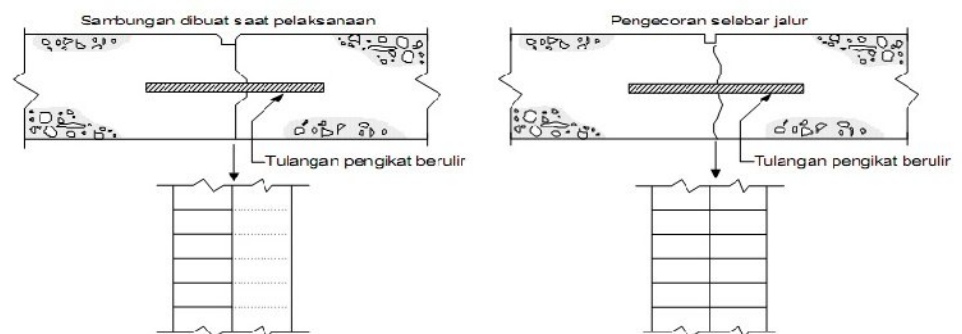 Sambungan dibuat saat pelaksanaan
Pengecoran selebar jalur
Tulangan pengikat berulir
Tulangan pengikat berulir